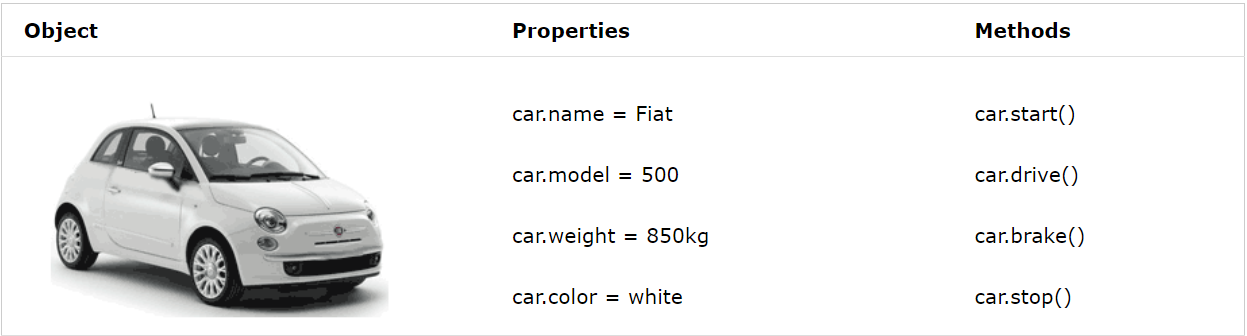 Object Properties Methods
car.name = Fiat car.start()
car.model = 500 car.drive()
car.weight = 850kg car.brake()
car.color = white car.stop()